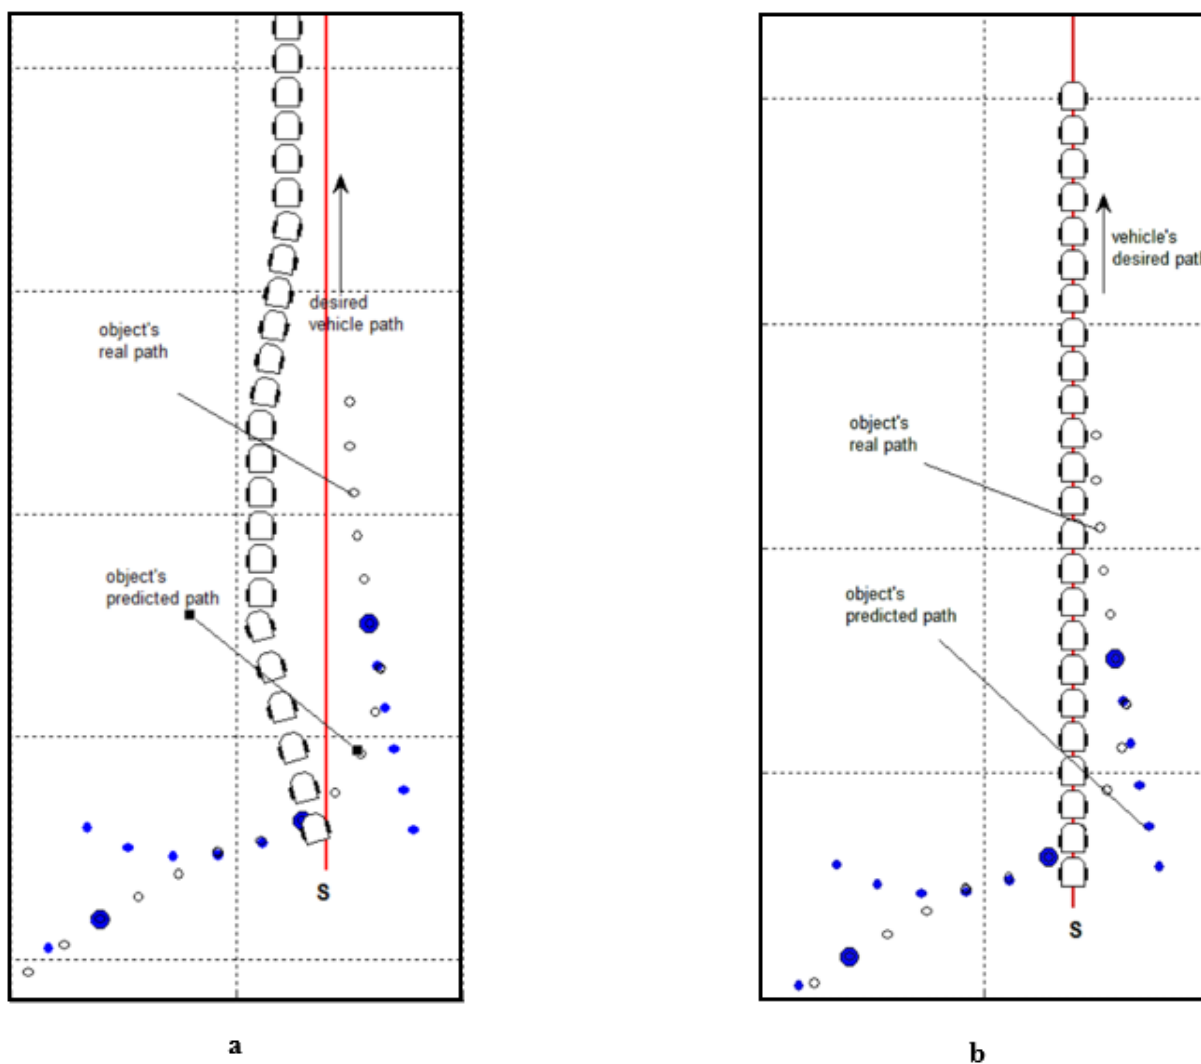 desired
vehicle path
object's
real path
object's
predicted path
S
a
vehicle's
desired path
object's
real path
object's
predicted path
S
b